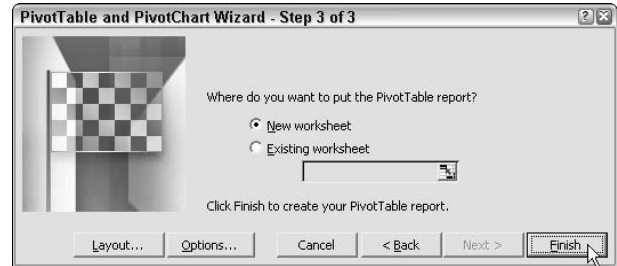 PivotTable and PivotChart Wizard - Step 3 of 3
Where do you want to put the PivotTable report?
New worksheet
Existing worksheet
Click Finish to create your PivotTable report.
Layout... Options... Cancel < Back Next > Finish